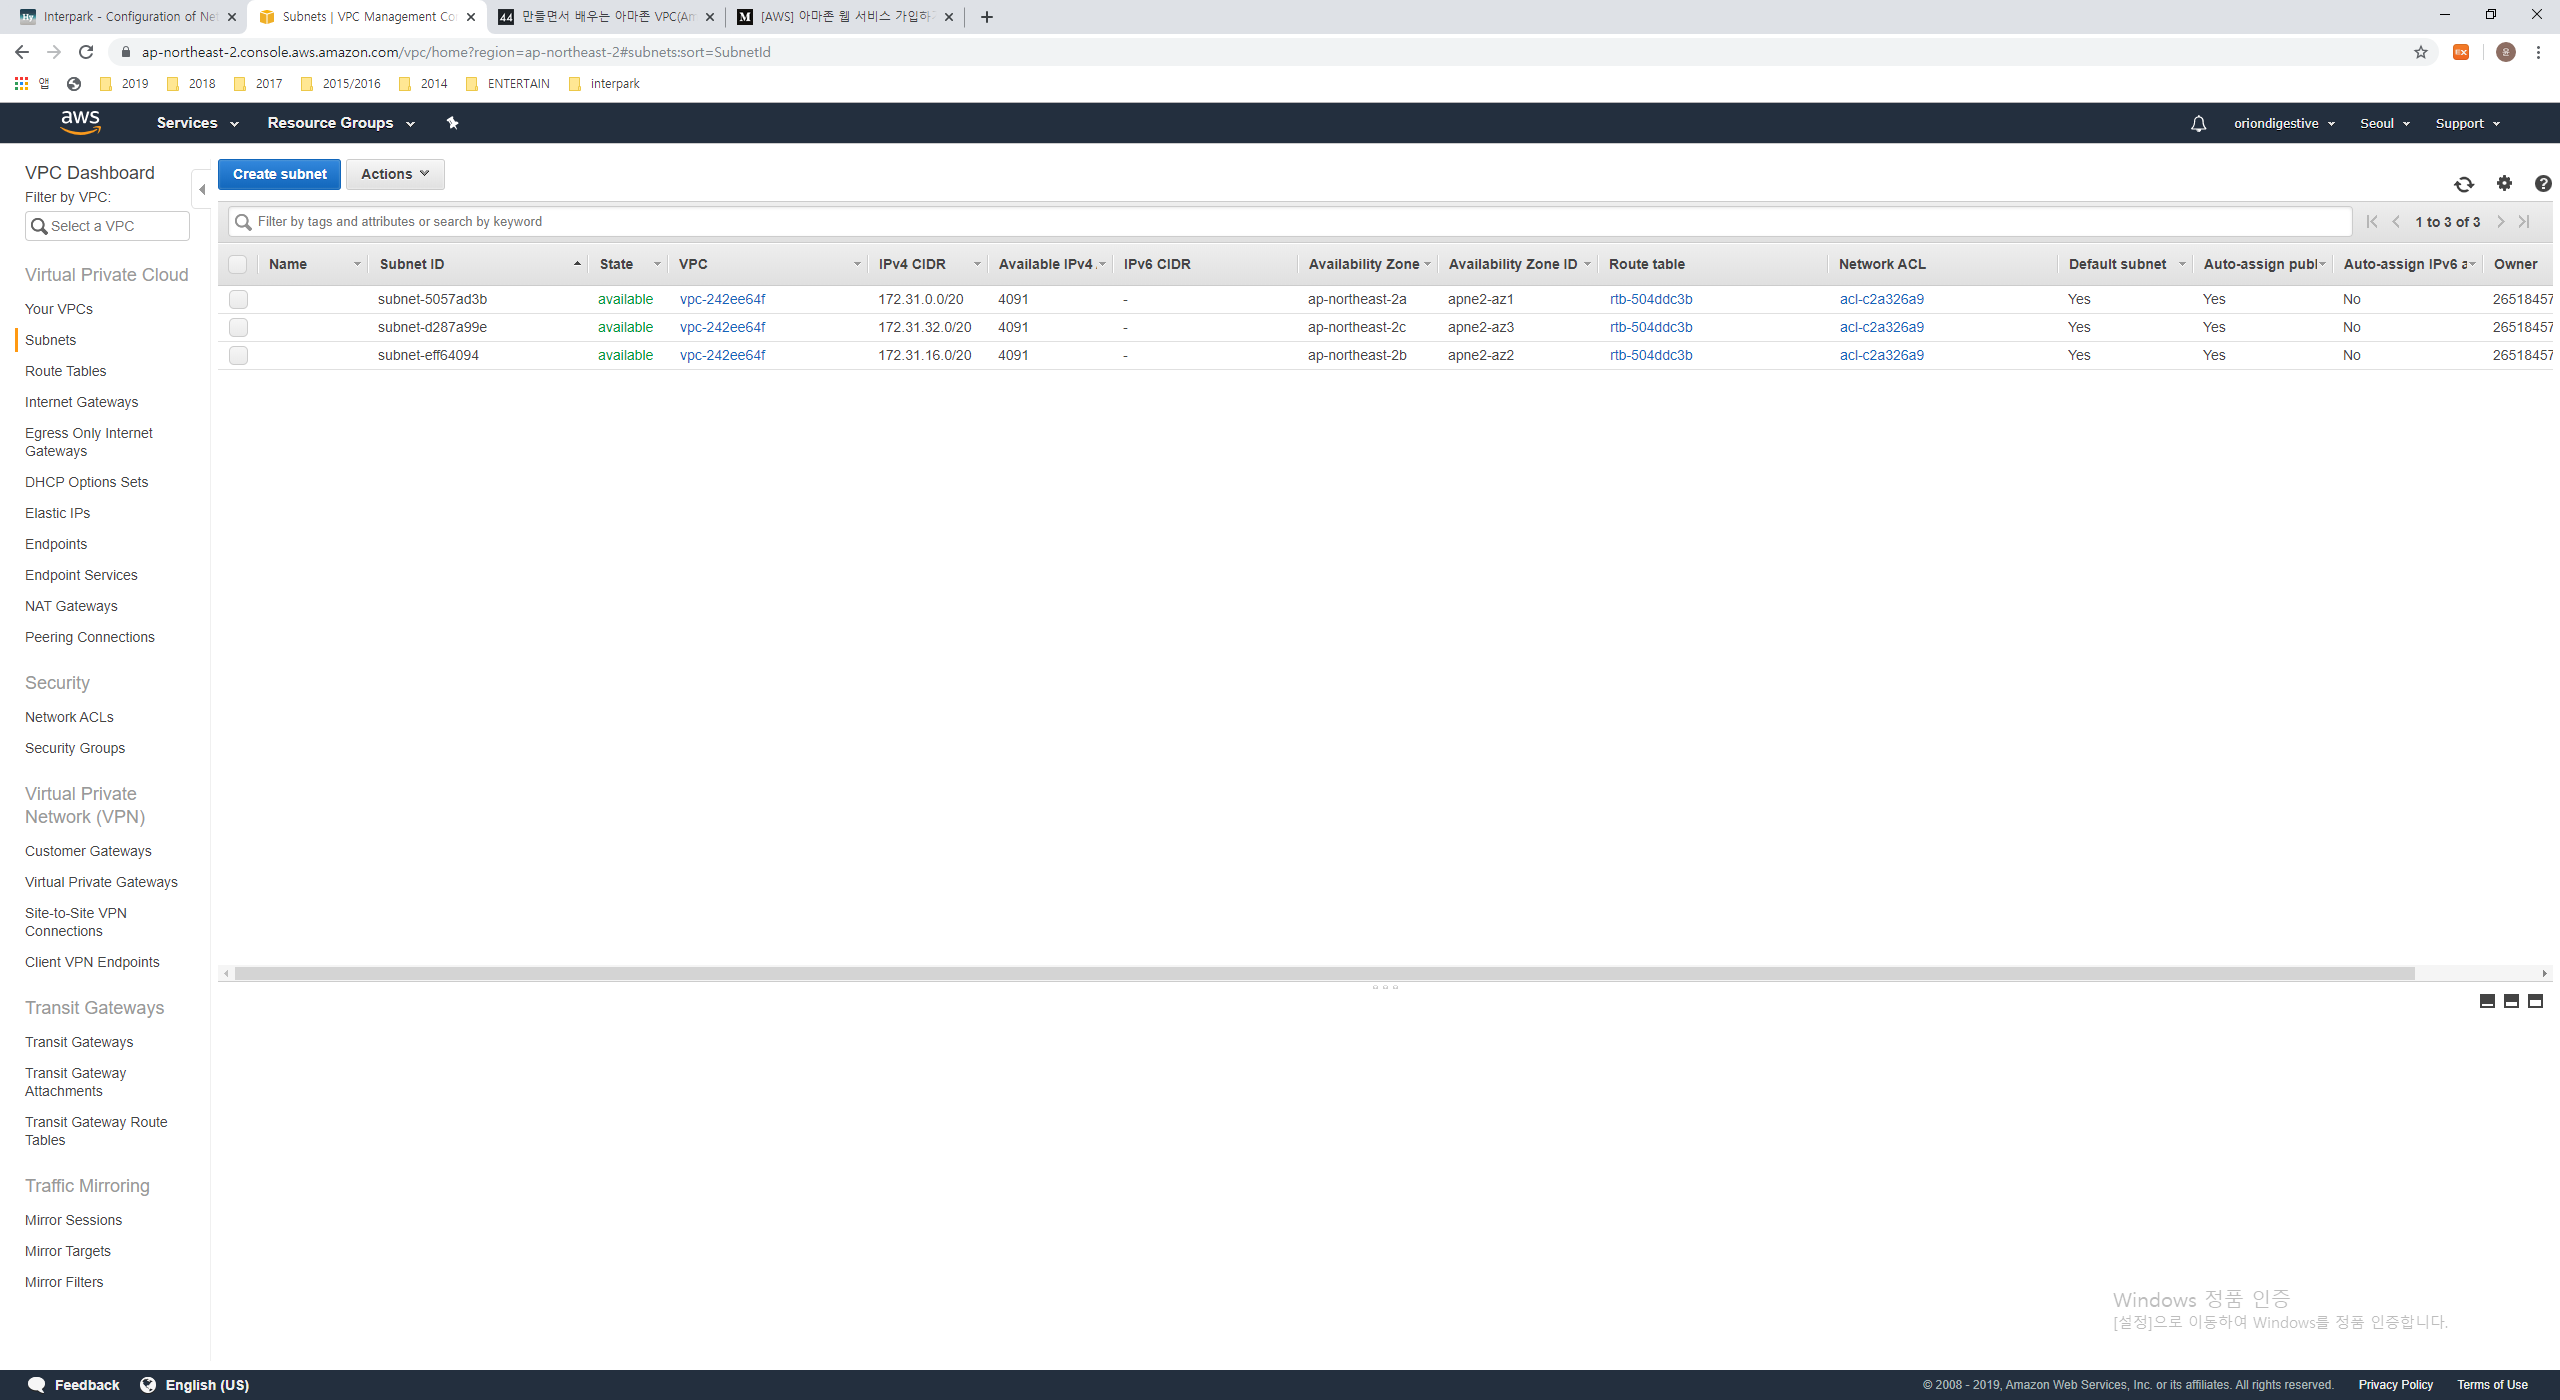 Interpark - Configuration of Net
Subnets | VPC Management Co
만들면서 배우는 아마존 VPC(Am
[AWS] 아마존 웹 서비스 가입하
ap-northeast-2.console.aws.amazon.com/vpc/home?region=ap-northeast-2#subnets:sort=SubnetId
앱 2019 2018 2017 2015/2016 2014 ENTERTAIN interpark
aws Services Resource Groups oriondigestive Seoul Support
VPC Dashboard
Filter by VPC:
Select a VPC
Virtual Private Cloud
Your VPCs
Subnets
Route Tables
Internet Gateways
Egress Only Internet
Gateways
DHCP Options Sets
Elastic IPs
Endpoints
Endpoint Services
NAT Gateways
Peering Connections
Security
Network ACLs
Security Groups
Virtual Private
Network (VPN)
Customer Gateways
Virtual Private Gateways
Site-to-Site VPN
Connections
Client VPN Endpoints
Transit Gateways
Transit Gateways
Transit Gateway
Attachments
Transit Gateway Route
Tables
Traffic Mirroring
Mirror Sessions
Mirror Targets
Mirror Filters
Create subnet Actions
Filter by tags and attributes or search by keyword
1 to 3 of 3
Name Subnet ID State VPC IPv4 CIDR Available IPv4 IPv6 CIDR Availability Zone Availability Zone ID Route table Network ACL Default subnet Auto-assign publ Auto-assign IPv6 a Owner
subnet-5057ad3b available vpc-242ee64f 172.31.0.0/20 4091 - ap-northeast-2a apne2-az1 rtb-504ddc3b acl-c2a326a9 Yes Yes No 26518457
subnet-d287a99e available vpc-242ee64f 172.31.32.0/20 4091 - ap-northeast-2c apne2-az3 rtb-504ddc3b acl-c2a326a9 Yes Yes No 26518457
subnet-eff64094 available vpc-242ee64f 172.31.16.0/20 4091 - ap-northeast-2b apne2-az2 rtb-504ddc3b acl-c2a326a9 Yes Yes No 26518457
Windows 정품 인증
[설정]으로 이동하여 Windows를 정품 인증합니다.
Feedback English (US)
© 2008 - 2019, Amazon Web Services, Inc. or its affiliates. All rights reserved. Privacy Policy Terms of Use